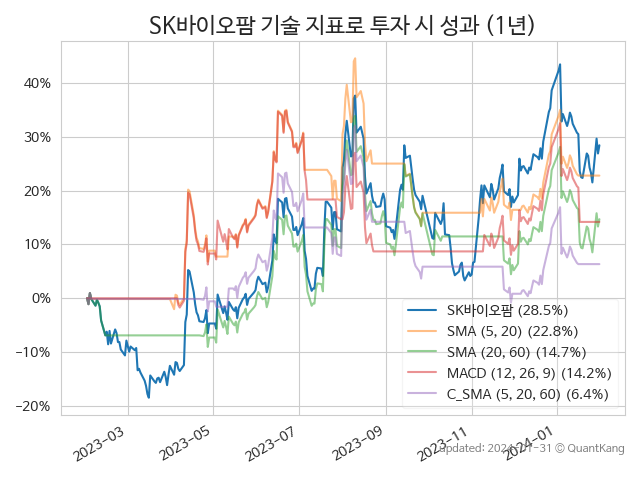 SK바이오팜 기술 지표로 투자 시 성과 (1년)
40%
30%
20%
10%
0%
−10%
−20%
SK바이오팜 (28.5%)
SMA (5, 20) (22.8%)
SMA (20, 60) (14.7%)
MACD (12, 26, 9) (14.2%)
C_SMA (5, 20, 60) (6.4%)
2023-03
2023-05
2023-07
2023-09
2023-11
2024-01
updated: 2024-01-31 © QuantKang